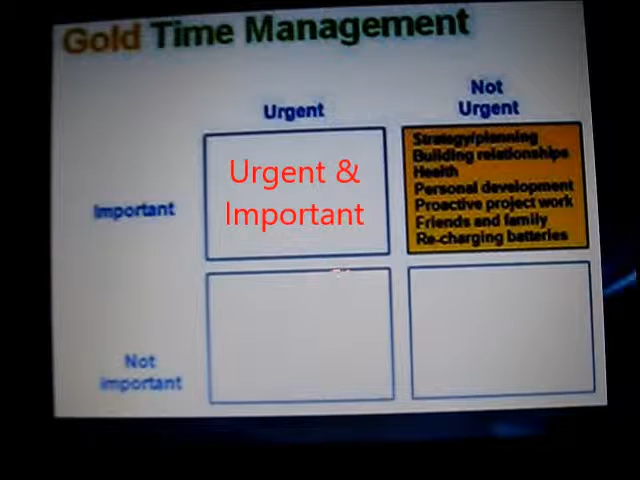 Gold Time Management
Urgent
Not
Urgent
Important
Urgent &
Important
Strategy/planning
Building relationships
Health
Personal development
Proactive project work
Friends and family
Re-charging batteries
Not
important